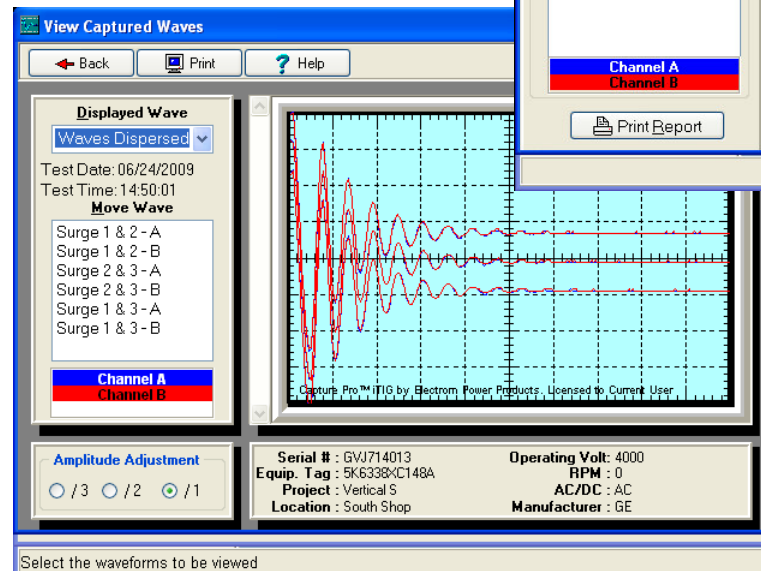 View Captured Waves
Back
Print
? Help
Channel A
Channel B
Print Report
Displayed Wave
Waves Dispersed
Test Date: 06/24/2009
Test Time: 14:50:01
Move Wave
Surge 1 & 2 - A
Surge 1 & 2 - B
Surge 2 & 3 - A
Surge 2 & 3 - B
Surge 1 & 3 - A
Surge 1 & 3 - B
Channel A
Channel B
Capture Pro™ iTIG by Electrom Power Products. Licensed to Current User
Amplitude Adjustment
/ 3 / 2 / 1
Serial # : GVJ714013
Equip. Tag : 5K6338XC148A
Project : Vertical S
Location : South Shop
Operating Volt: 4000
RPM : 0
AC/DC : AC
Manufacturer : GE
Select the waveforms to be viewed